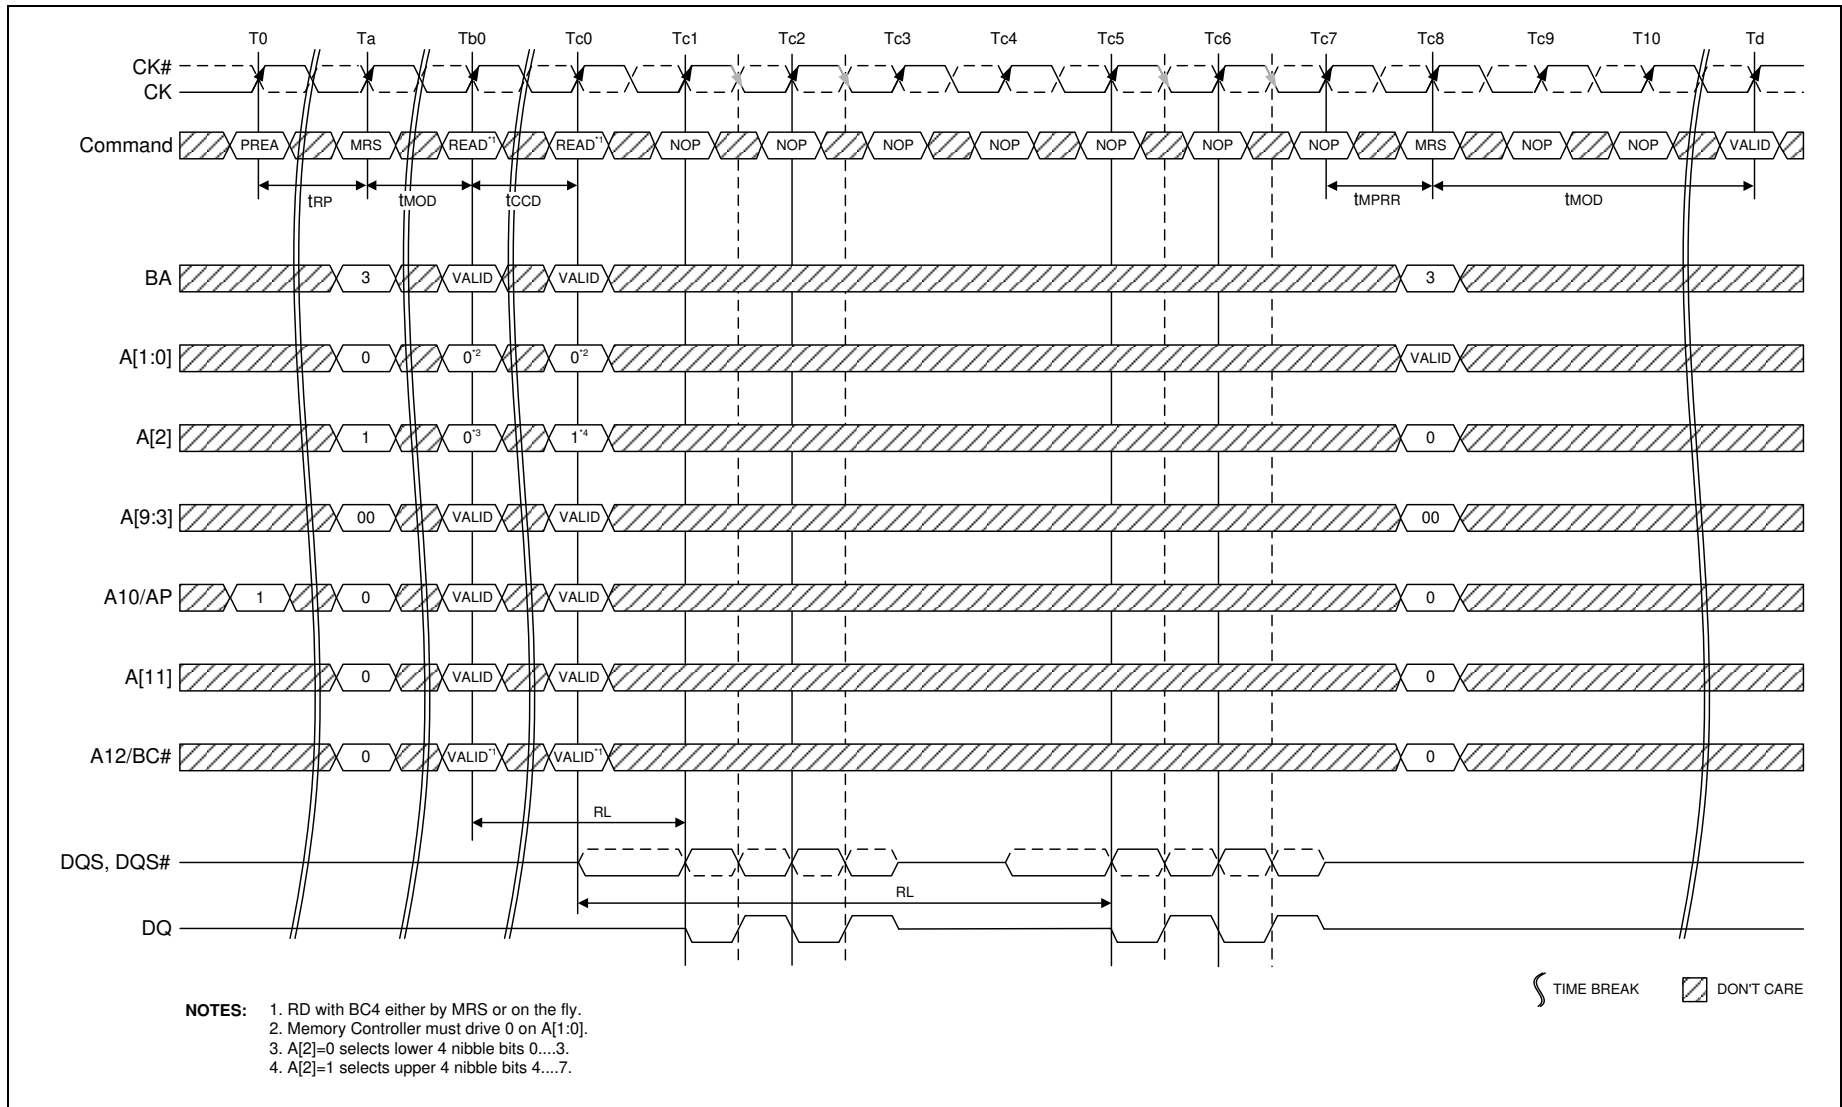 T0 Ta Tb0 Tc0 Tc1 Tc2 Tc3 Tc4 Tc5 Tc6 Tc7 Tc8 Tc9 T10 Td
CK#
CK
Command PREA MRS READ*1 READ*1 NOP NOP NOP NOP NOP NOP NOP MRS NOP NOP VALID
tRP tMOD tCCD tMPRR tMOD
BA 3 VALID VALID 3
A[1:0] 0 0*2 0*2 VALID
A[2] 1 0*3 1*4 0
A[9:3] 00 VALID VALID 00
A10/AP 1 0 VALID VALID 0
A[11] 0 VALID VALID 0
A12/BC# 0 VALID*1 VALID*1 0
RL
DQS, DQS#
RL
DQ
TIME BREAK DON'T CARE
NOTES: 1. RD with BC4 either by MRS or on the fly.
2. Memory Controller must drive 0 on A[1:0].
3. A[2]=0 selects lower 4 nibble bits 0....3.
4. A[2]=1 selects upper 4 nibble bits 4....7.